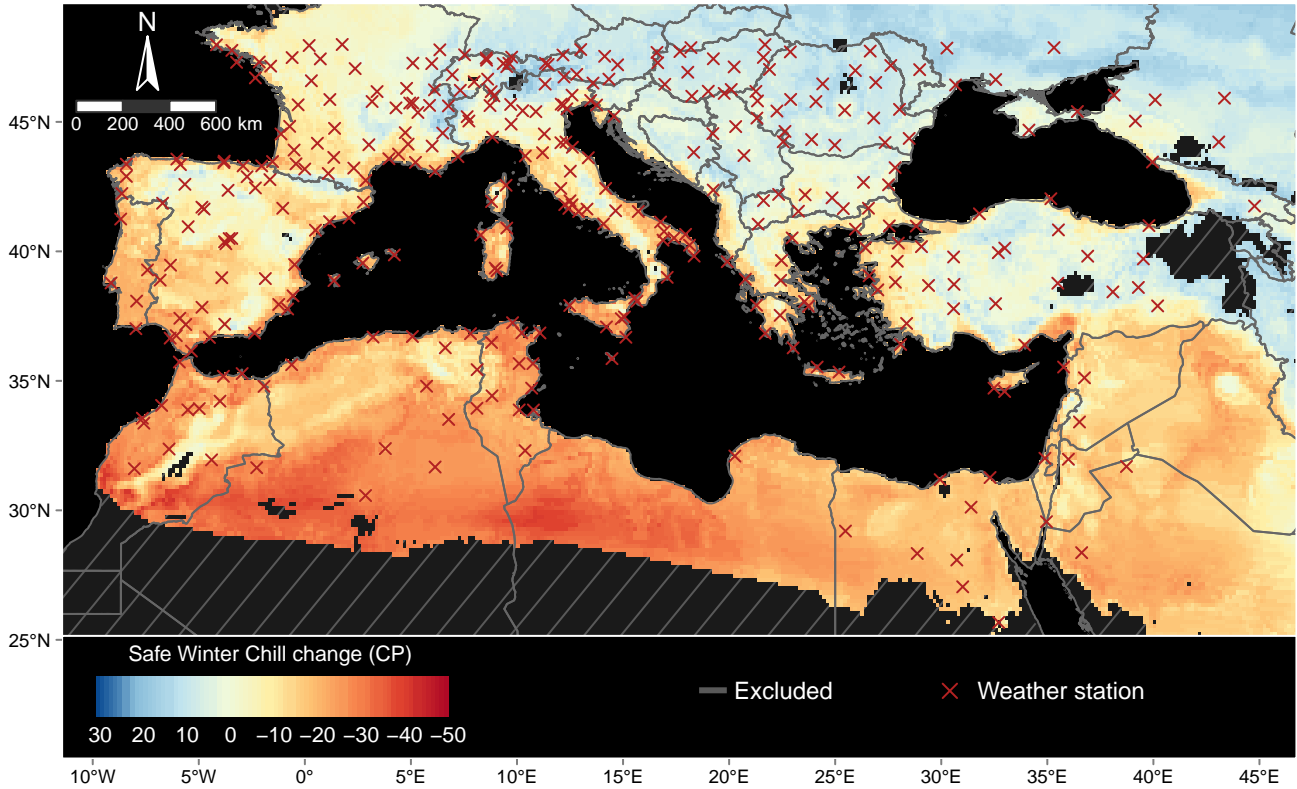 N
0 200 400 600 km
45°N
40°N
35°N
30°N
25°N
Safe Winter Chill change (CP)
30 20 10 0 −10 −20 −30 −40 −50
Excluded
Weather station
10°W 5°W 0° 5°E 10°E 15°E 20°E 25°E 30°E 35°E 40°E 45°E